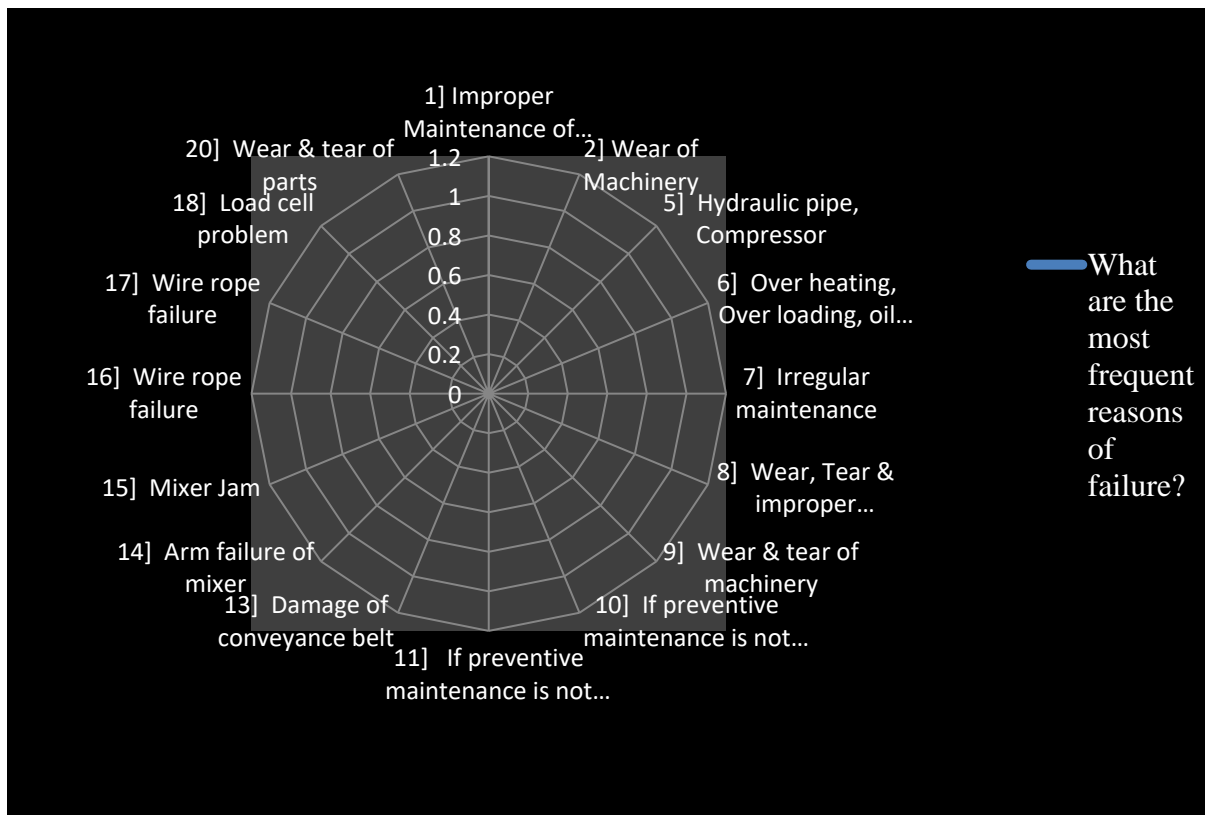 1] Improper
Maintenance of…
2] Wear of
Machinery
5] Hydraulic pipe,
Compressor
6] Over heating,
Over loading, oil…
7] Irregular
maintenance
8] Wear, Tear &
improper…
9] Wear & tear of
machinery
10] If preventive
maintenance is not…
11] If preventive
maintenance is not…
13] Damage of
conveyance belt
14] Arm failure of
mixer
15] Mixer Jam
16] Wire rope
failure
17] Wire rope
failure
18] Load cell
problem
20] Wear & tear of
parts
1.2
1
0.8
0.6
0.4
0.2
0
What
are the
most
frequent
reasons
of
failure?